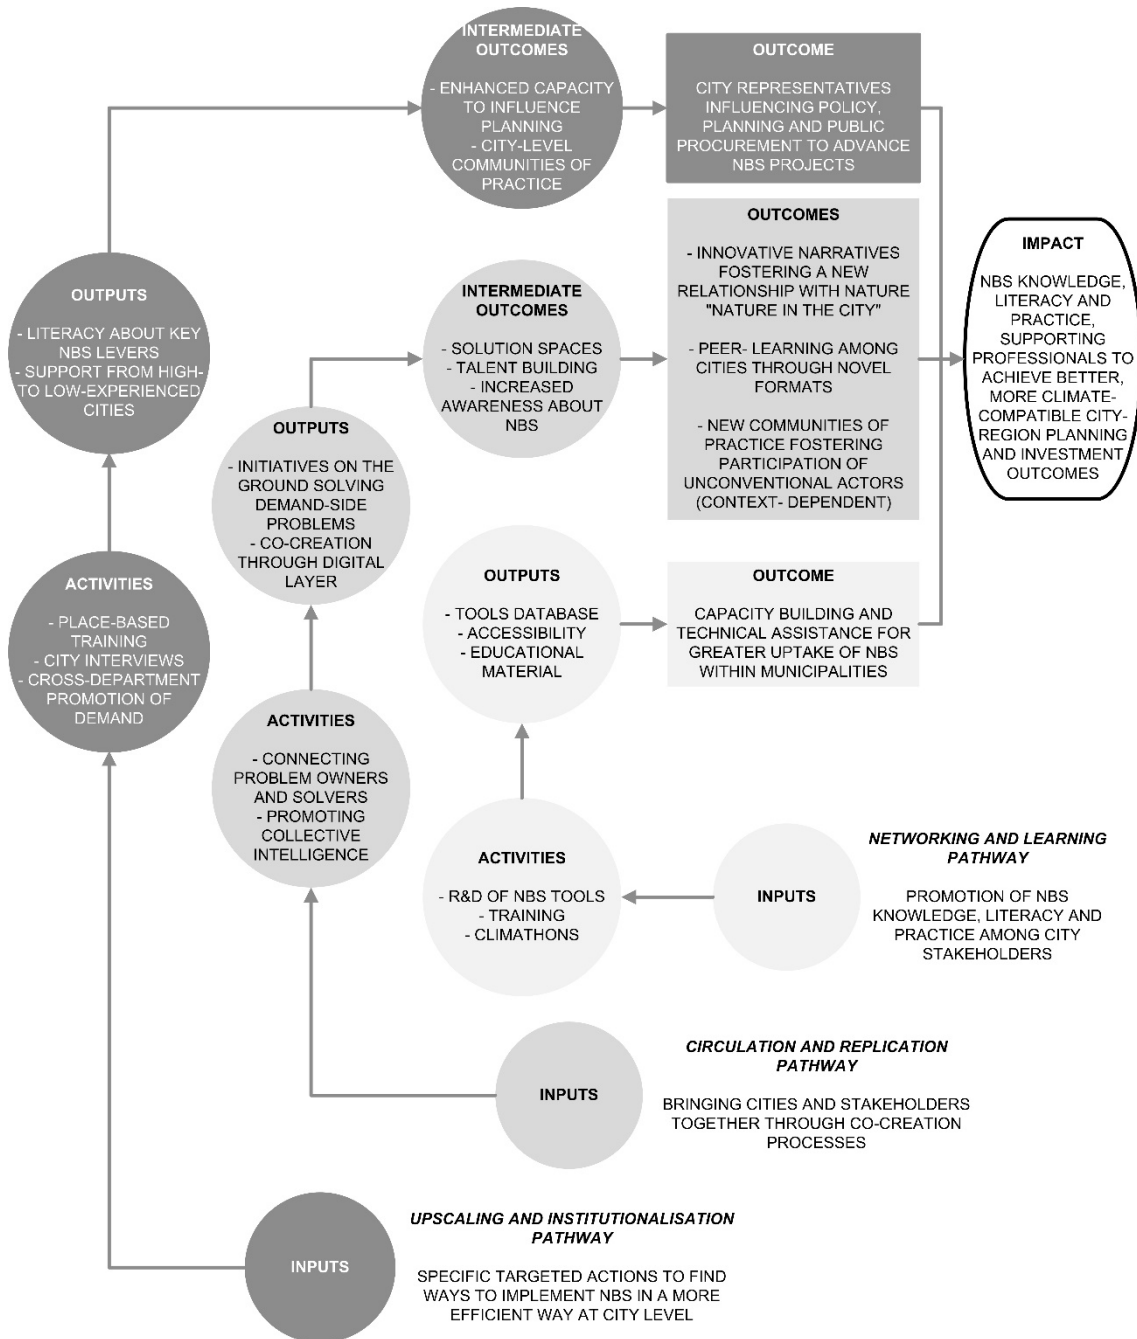 INTERMEDIATE
OUTCOMES
- ENHANCED CAPACITY
TO INFLUENCE
PLANNING
- CITY-LEVEL
COMMUNITIES OF
PRACTICE
OUTCOME
CITY REPRESENTATIVES
INFLUENCING POLICY,
PLANNING AND PUBLIC
PROCUREMENT TO ADVANCE
NBS PROJECTS
OUTPUTS
- LITERACY ABOUT KEY
NBS LEVERS
- SUPPORT FROM HIGH-
TO LOW-EXPERIENCED
CITIES
INTERMEDIATE
OUTCOMES
- SOLUTION SPACES
- TALENT BUILDING
- INCREASED
AWARENESS ABOUT
NBS
OUTCOMES
- INNOVATIVE NARRATIVES
FOSTERING A NEW
RELATIONSHIP WITH NATURE
"NATURE IN THE CITY"
- PEER- LEARNING AMONG
CITIES THROUGH NOVEL
FORMATS
- NEW COMMUNITIES OF
PRACTICE FOSTERING
PARTICIPATION OF
UNCONVENTIONAL ACTORS
(CONTEXT- DEPENDENT)
IMPACT
NBS KNOWLEDGE,
LITERACY AND
PRACTICE,
SUPPORTING
PROFESSIONALS TO
ACHIEVE BETTER,
MORE CLIMATE-
COMPATIBLE CITY-
REGION PLANNING
AND INVESTMENT
OUTCOMES
OUTPUTS
- INITIATIVES ON THE
GROUND SOLVING
DEMAND-SIDE
PROBLEMS
- CO-CREATION
THROUGH DIGITAL
LAYER
ACTIVITIES
- PLACE-BASED
TRAINING
- CITY INTERVIEWS
- CROSS-DEPARTMENT
PROMOTION OF
DEMAND
OUTPUTS
- TOOLS DATABASE
- ACCESSIBILITY
- EDUCATIONAL
MATERIAL
OUTCOME
CAPACITY BUILDING AND
TECHNICAL ASSISTANCE FOR
GREATER UPTAKE OF NBS
WITHIN MUNICIPALITIES
ACTIVITIES
- CONNECTING
PROBLEM OWNERS
AND SOLVERS
- PROMOTING
COLLECTIVE
INTELLIGENCE
ACTIVITIES
- R&D OF NBS TOOLS
- TRAINING
- CLIMATHONS
INPUTS
NETWORKING AND LEARNING
PATHWAY
PROMOTION OF NBS
KNOWLEDGE, LITERACY AND
PRACTICE AMONG CITY
STAKEHOLDERS
INPUTS
CIRCULATION AND REPLICATION
PATHWAY
BRINGING CITIES AND STAKEHOLDERS
TOGETHER THROUGH CO-CREATION
PROCESSES
INPUTS
UPSCALING AND INSTITUTIONALISATION
PATHWAY
SPECIFIC TARGETED ACTIONS TO FIND
WAYS TO IMPLEMENT NBS IN A MORE
EFFICIENT WAY AT CITY LEVEL